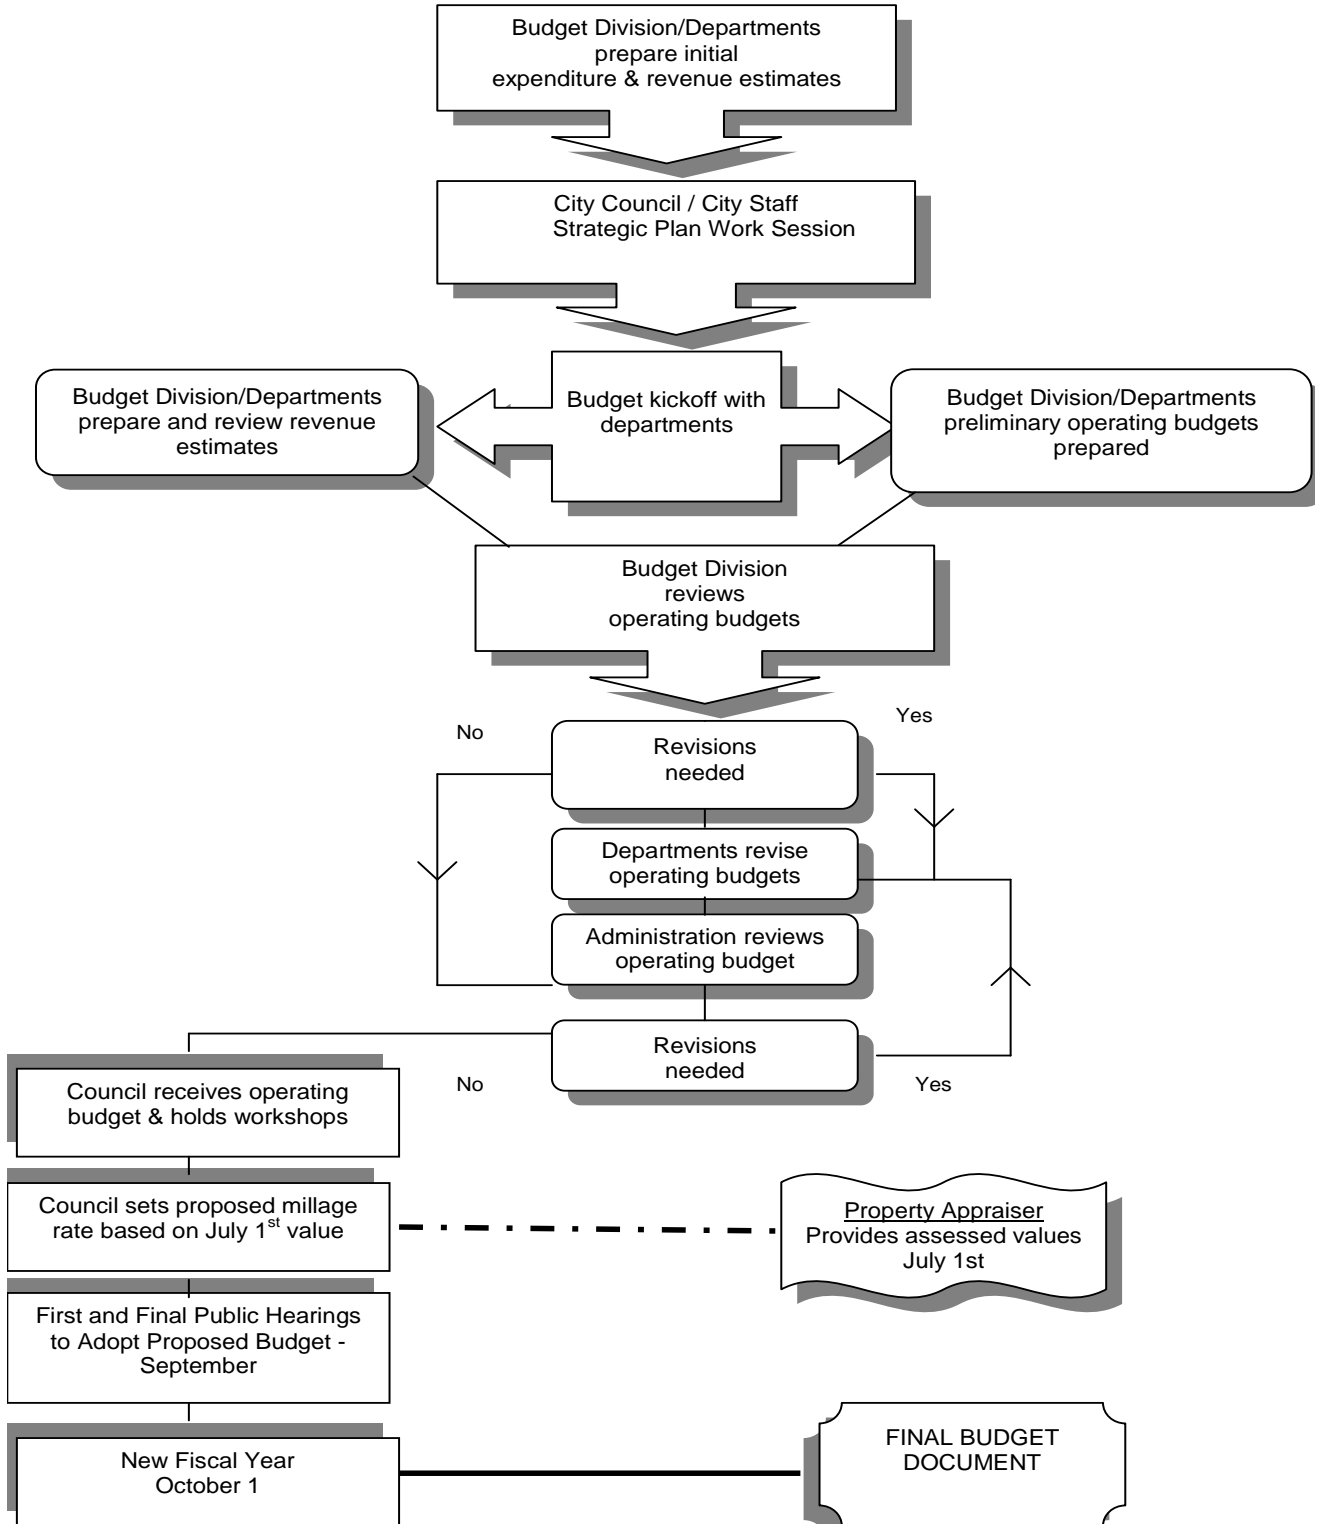 Budget Division/Departments
prepare initial
expenditure & revenue estimates
City Council / City Staff
Strategic Plan Work Session
Budget Division/Departments
prepare and review revenue
estimates
Budget kickoff with
departments
Budget Division/Departments
preliminary operating budgets
prepared
Budget Division
reviews
operating budgets
No
Yes
Revisions
needed
Departments revise
operating budgets
Administration reviews
operating budget
Revisions
needed
No
Yes
Council receives operating
budget & holds workshops
Council sets proposed millage
rate based on July 1st value
Property Appraiser
Provides assessed values
July 1st
First and Final Public Hearings
to Adopt Proposed Budget -
September
New Fiscal Year
October 1
FINAL BUDGET
DOCUMENT